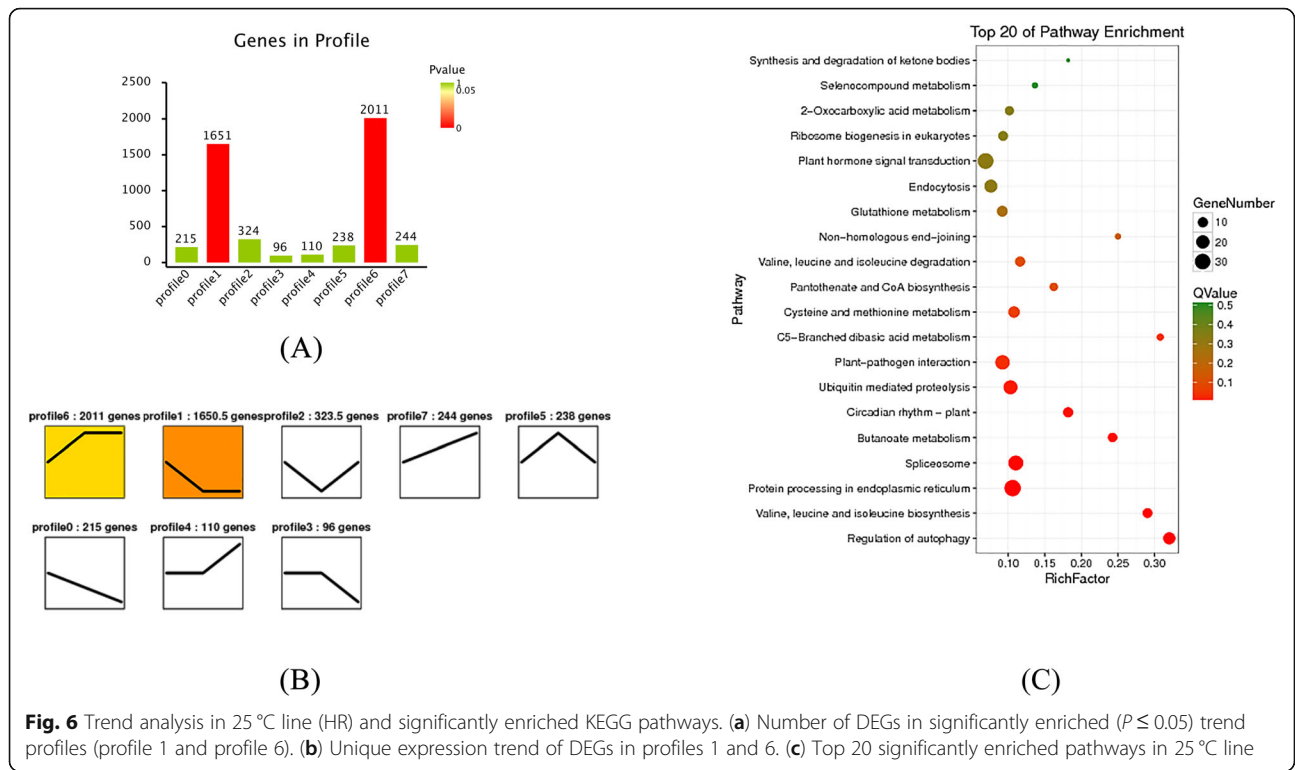 Genes in Profile
Pvalue
1
0.05
0
2500
2000
1500
1000
500
0
215
1651
324
96
110
238
2011
244
profile0
profile1
profile2
profile3
profile4
profile5
profile6
profile7
(A)
profile6 : 2011 genes
profile1 : 1650.5 genes
profile2 : 323.5 genes
profile7 : 244 genes
profile5 : 238 genes
profile0 : 215 genes
profile4 : 110 genes
profile3 : 96 genes
(B)
Top 20 of Pathway Enrichment
Pathway
Synthesis and degradation of ketone bodies
Selenocompound metabolism
2-Oxocarboxylic acid metabolism
Ribosome biogenesis in eukaryotes
Plant hormone signal transduction
Endocytosis
Glutathione metabolism
Non-homologous end-joining
Valine, leucine and isoleucine degradation
Pantothenate and CoA biosynthesis
Cysteine and methionine metabolism
C5-Branched dibasic acid metabolism
Plant-pathogen interaction
Ubiquitin mediated proteolysis
Circadian rhythm - plant
Butanoate metabolism
Spliceosome
Protein processing in endoplasmic reticulum
Valine, leucine and isoleucine biosynthesis
Regulation of autophagy
0.10
0.15
0.20
0.25
0.30
RichFactor
GeneNumber
10
20
30
QValue
0.5
0.4
0.3
0.2
0.1
(C)
Fig. 6 Trend analysis in 25 °C line (HR) and significantly enriched KEGG pathways. (a) Number of DEGs in significantly enriched (P ≤ 0.05) trend
profiles (profile 1 and profile 6). (b) Unique expression trend of DEGs in profiles 1 and 6. (c) Top 20 significantly enriched pathways in 25 °C line